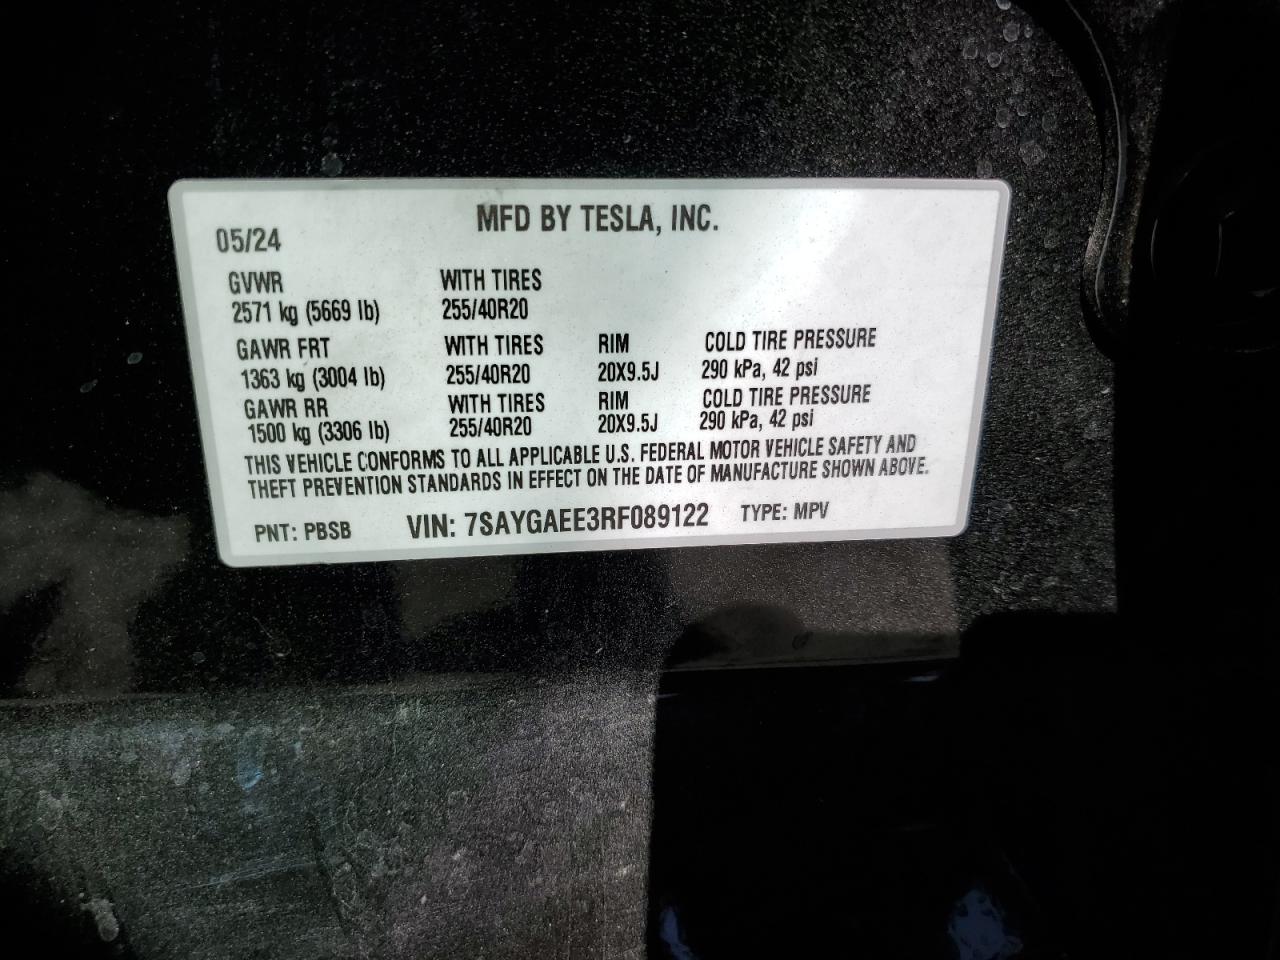 MFD BY TESLA, INC.
05/24
GVWR WITH TIRES
2571 kg (5669 lb) 255/40R20
GAWR FRT WITH TIRES RIM COLD TIRE PRESSURE
1363 kg (3004 lb) 255/40R20 20X9.5J 290 kPa, 42 psi
GAWR RR WITH TIRES RIM COLD TIRE PRESSURE
1500 kg (3306 lb) 255/40R20 20X9.5J 290 kPa, 42 psi
THIS VEHICLE CONFORMS TO ALL APPLICABLE U.S. FEDERAL MOTOR VEHICLE SAFETY AND
THEFT PREVENTION STANDARDS IN EFFECT ON THE DATE OF MANUFACTURE SHOWN ABOVE.
PNT: PBSB VIN: 7SAYGAEE3RF089122 TYPE: MPV